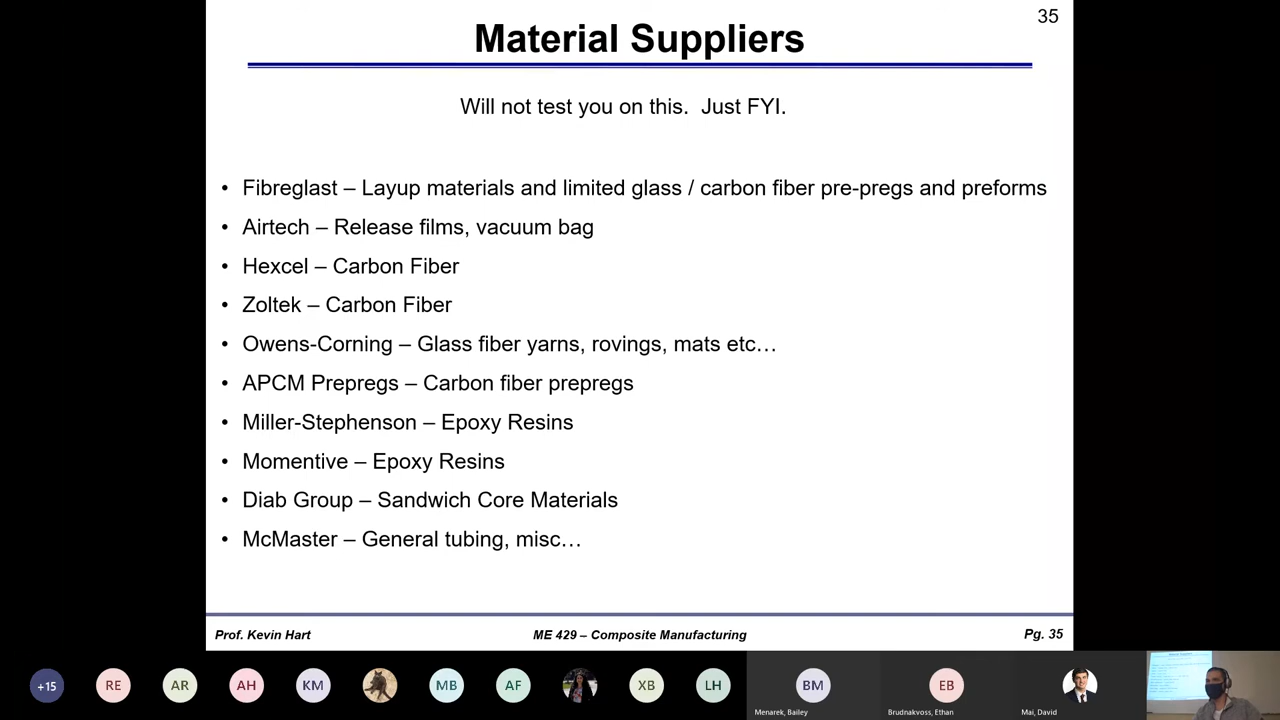 35
Material Suppliers
Will not test you on this. Just FYI.
• Fibreglast – Layup materials and limited glass / carbon fiber pre-pregs and preforms
• Airtech – Release films, vacuum bag
• Hexcel – Carbon Fiber
• Zoltek – Carbon Fiber
• Owens-Corning – Glass fiber yarns, rovings, mats etc…
• APCM Prepregs – Carbon fiber prepregs
• Miller-Stephenson – Epoxy Resins
• Momentive – Epoxy Resins
• Diab Group – Sandwich Core Materials
• McMaster – General tubing, misc…
Prof. Kevin Hart ME 429 – Composite Manufacturing Pg. 35
+15 RE AR AH KM MB AF XB LH BM EB
Menarek, Bailey Brudnakvoss, Ethan Mai, David